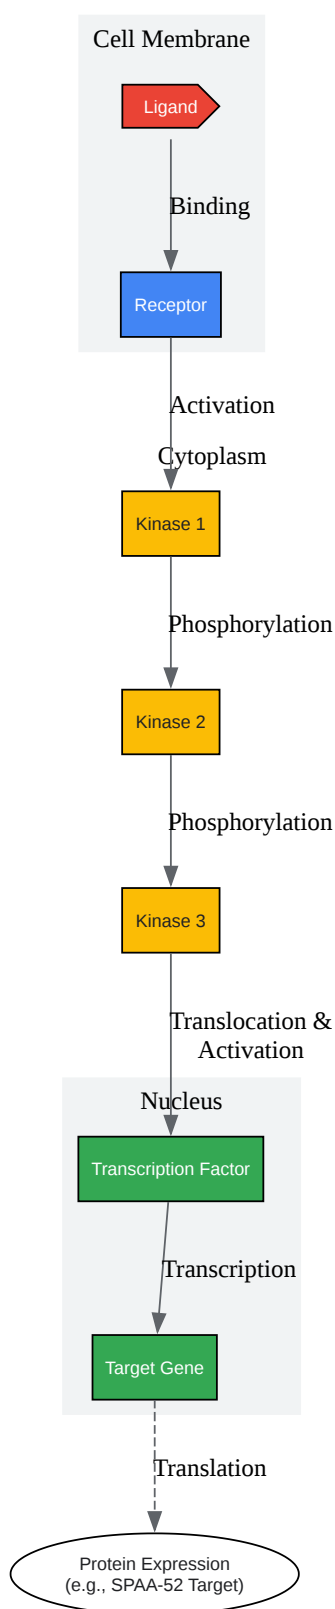 Cell Membrane
Ligand
Binding
Receptor
Activation
Cytoplasm
Kinase 1
Phosphorylation
Kinase 2
Phosphorylation
Kinase 3
Translocation &
Activation
Nucleus
Transcription Factor
Transcription
Target Gene
Translation
Protein Expression
(e.g., SPAA-52 Target)